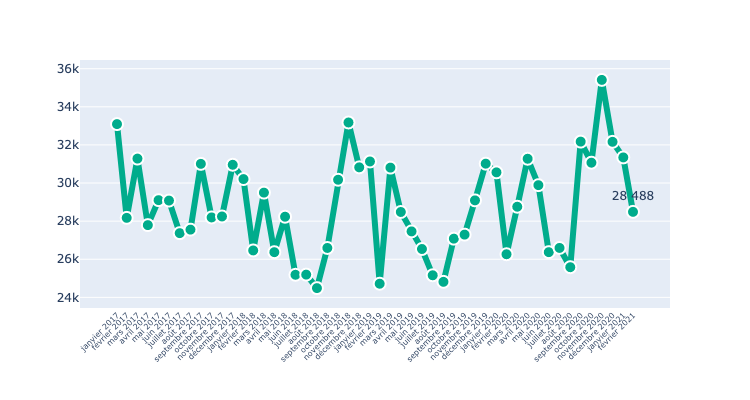 36k
34k
32k
30k
28k
26k
24k
28,488
janvier 2017
février 2017
mars 2017
avril 2017
mai 2017
juin 2017
juillet 2017
août 2017
septembre 2017
octobre 2017
novembre 2017
décembre 2017
janvier 2018
février 2018
mars 2018
avril 2018
mai 2018
juin 2018
juillet 2018
août 2018
septembre 2018
octobre 2018
novembre 2018
décembre 2018
janvier 2019
février 2019
mars 2019
avril 2019
mai 2019
juin 2019
juillet 2019
août 2019
septembre 2019
octobre 2019
novembre 2019
décembre 2019
janvier 2020
février 2020
mars 2020
avril 2020
mai 2020
juin 2020
juillet 2020
août 2020
septembre 2020
octobre 2020
novembre 2020
décembre 2020
janvier 2021
février 2021